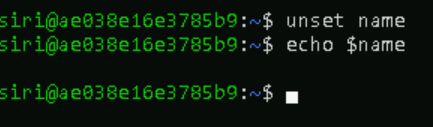 siri@ae038e16e3785b9:~$ unset name
siri@ae038e16e3785b9:~$ echo $name

siri@ae038e16e3785b9:~$